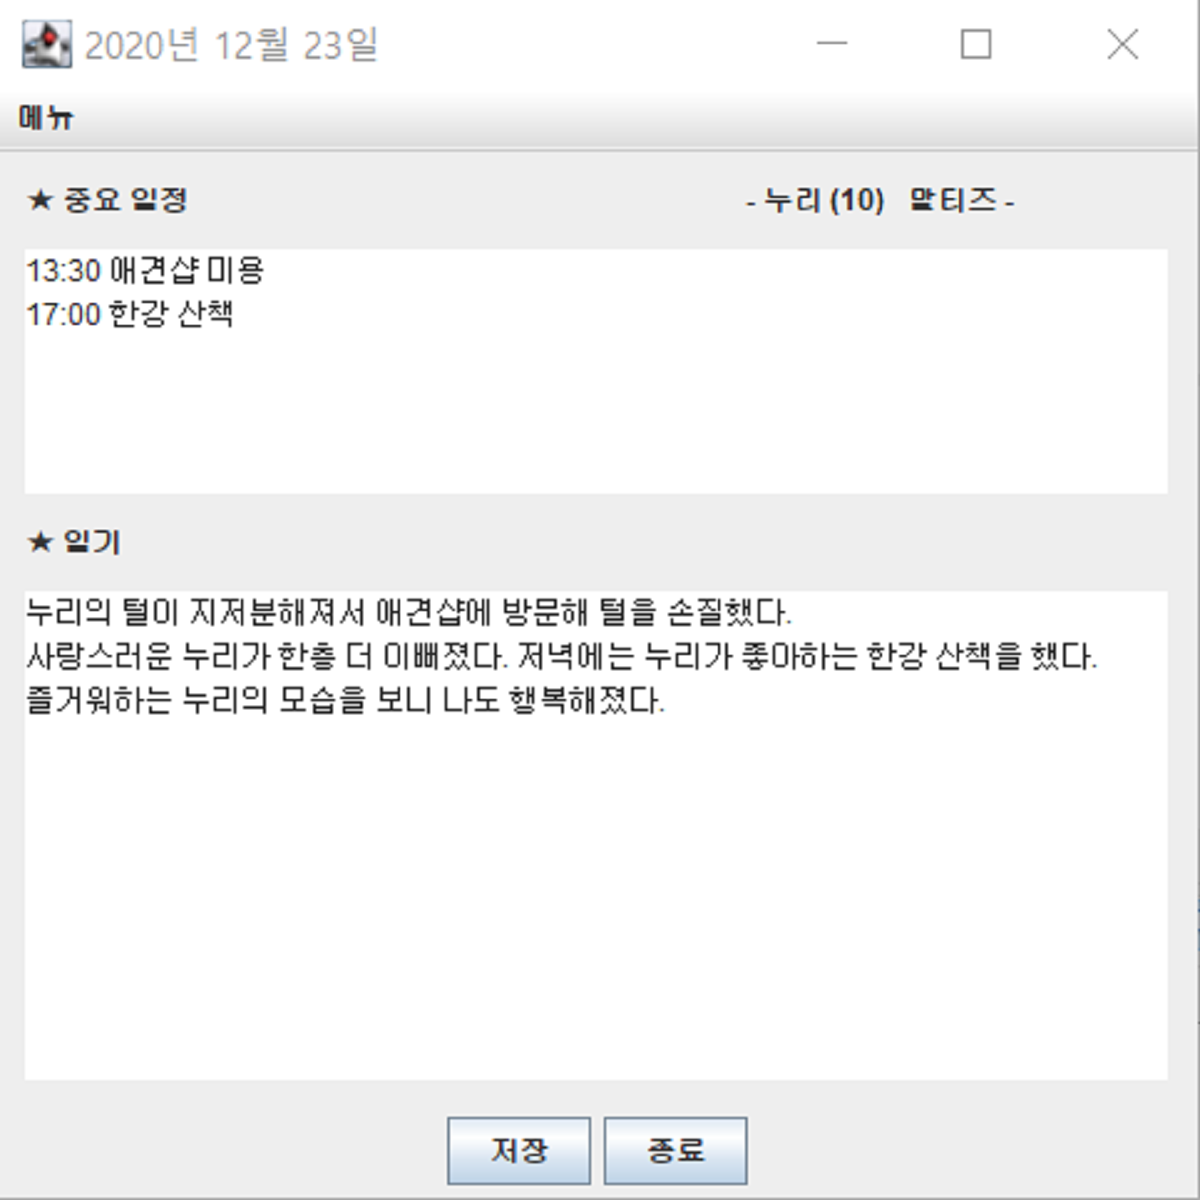 2020년 12월 23일
메뉴
★ 중요 일정 - 누리 (10) 말티즈 -
13:30 애견샵 미용
17:00 한강 산책
★ 일기
누리의 털이 지저분해져서 애견샵에 방문해 털을 손질했다.
사랑스러운 누리가 한층 더 이뻐졌다. 저녁에는 누리가 좋아하는 한강 산책을 했다.
즐거워하는 누리의 모습을 보니 나도 행복해졌다.
저장 종료